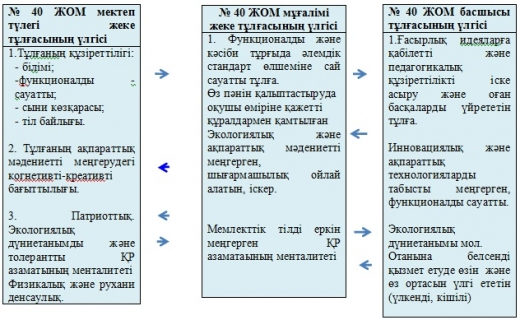 № 40 ЖОМ мектеп
түлегі жеке
тұлғасының үлгісі
1.Тұлғаның құзіреттілігі:
- бідімі;
-функционалды -
сауатты;
- сыни көзқарасы;
- тіл байлығы.
2. Тұлғаның ақпараттық
мәдениетті меңгерудегі
когнетивті-креативті
бағыттылығы.
3. Патриоттық.
Экологиялық
дүниетанымды және
толерантты ҚР
азаматының менталитеті
Физикалық және рухани
денсаулық.
№ 40 ЖОМ мұғалімі
жеке тұлғасының үлгісі
1. Функционалды және
кәсіби тұрғыда әлемдік
стандарт өлшеміне сай
сауатты тұлға.
Өз пәнін қалыптастыруда
оқушы өміріне қажетті
құралдармен қамтылған
Экологиялық және
ақпараттық мәдениетті
меңгерген,
шығармашылық ойлай
алатын, іскер.
Мемлекттік тілді еркін
меңгерген ҚР
азаматаының менталитеті
№ 40 ЖОМ басшысы
тұлғасының үлгісі
1.Ғасырлық идеяларға
қабілетті және
педагогикалық
құзіреттілікті іске
асыру және оған
басқаларды үйрететін
тұлға.
Инновациялық және
ақпараттық
технологияларды
табысты меңгерген,
функционалды сауатты.
Экологиялық
дүниетанымы мол.
Отанына белсенді
қызмет етуде өзін және
өз ортасын үлгі ететін
(үлкенді, кішілі)